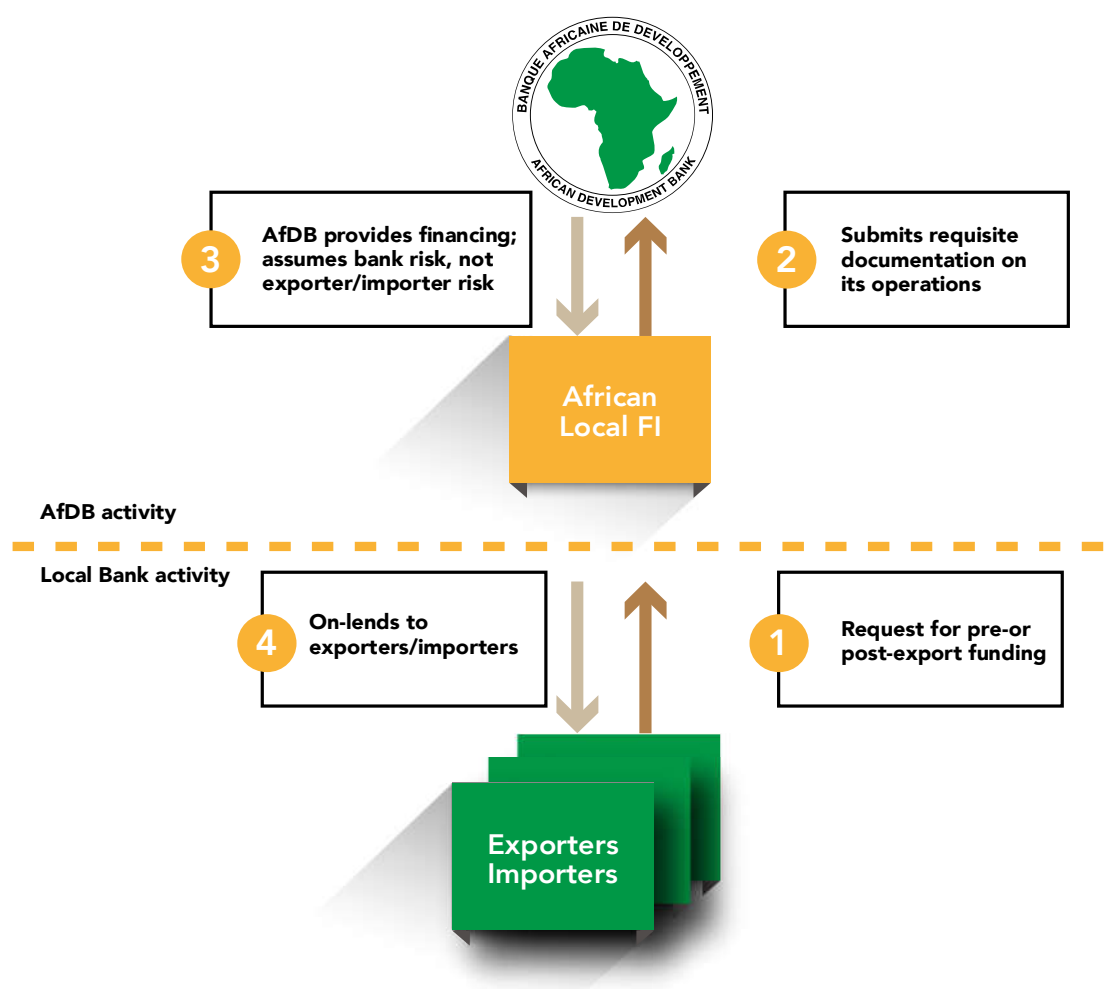 BANQUE AFRICAINE DE DEVELOPPEMENT
AFRICAN DEVELOPMENT BANK
3
AfDB provides financing;
assumes bank risk, not
exporter/importer risk
2
Submits requisite
documentation on
its operations
African
Local FI
AfDB activity
Local Bank activity
4
On-lends to
exporters/importers
1
Request for pre-or
post-export funding
Exporters
Importers